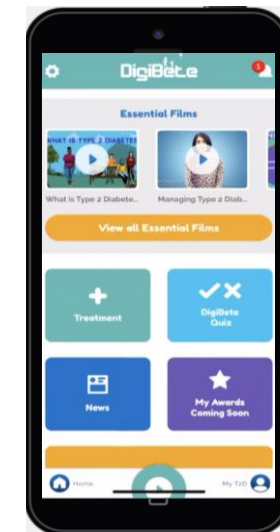 DigiBete
1
Essential Films
WHAT IS TYPE 2 DIABETES
What is Type 2 Diabete...
Managing Type 2 Diab...
View all Essential Films
Treatment
DigiBete
Quiz
News
My Awards
Coming Soon
Home
My T2D